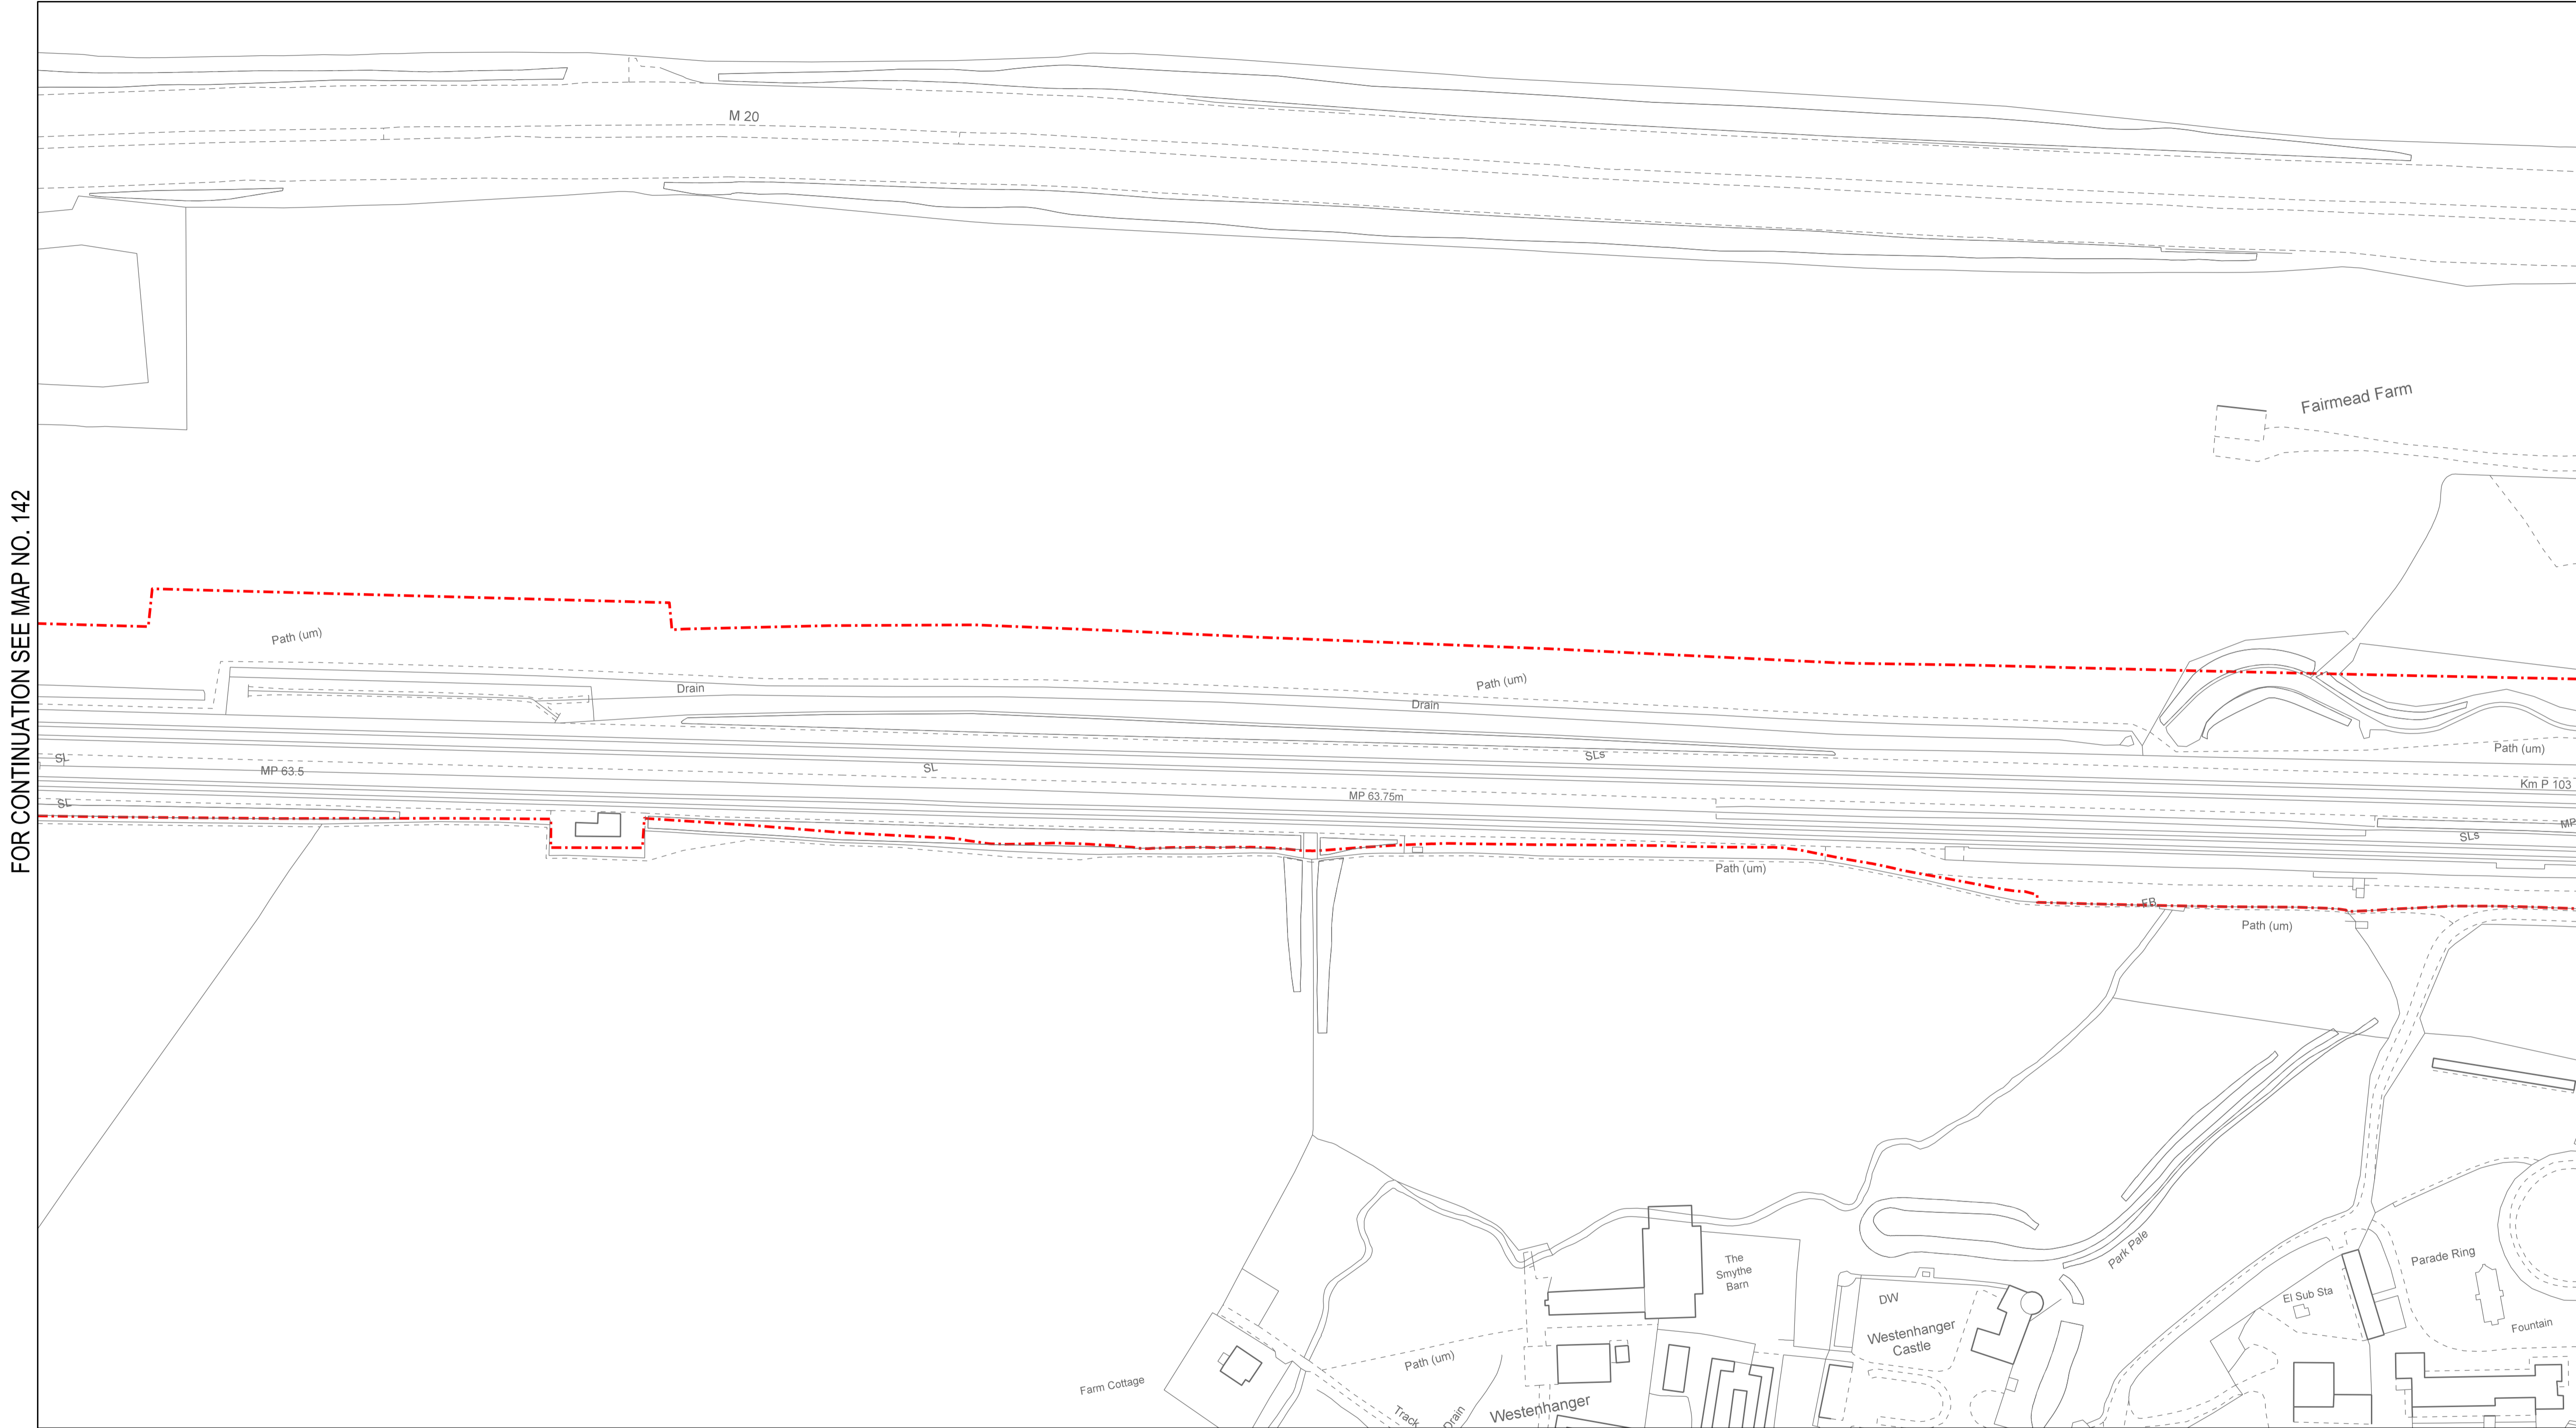 FOR CONTINUATION SEE MAP NO. 142
M 20
Fairmead Farm
Path (um)
Drain
Path (um)
Drain
Path (um)
SL
MP 63.5
SL
SLs
Km P 103
MP 63.75m
SL
MP
SLs
Path (um)
FB
Path (um)
The
Smythe
Barn
Park Pale
Parade Ring
DW
El Sub Sta
Fountain
Westenhanger
Castle
Path (um)
Farm Cottage
Track
Drain
Westenhanger